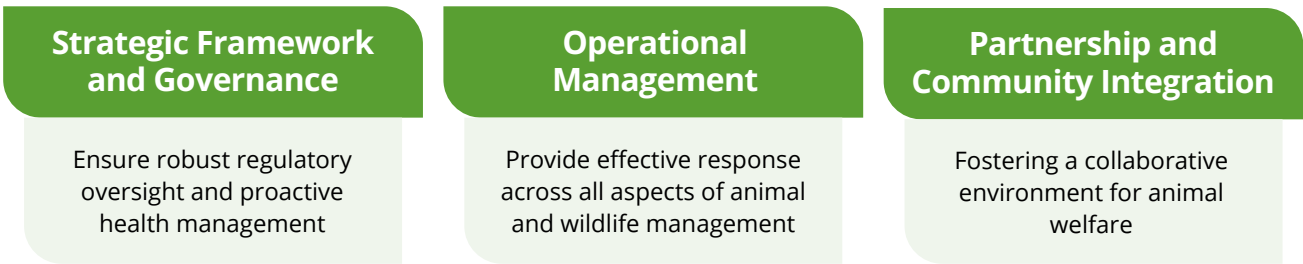 Strategic Framework
and Governance
Ensure robust regulatory
oversight and proactive
health management
Operational
Management
Provide effective response
across all aspects of animal
and wildlife management
Partnership and
Community Integration
Fostering a collaborative
environment for animal
welfare